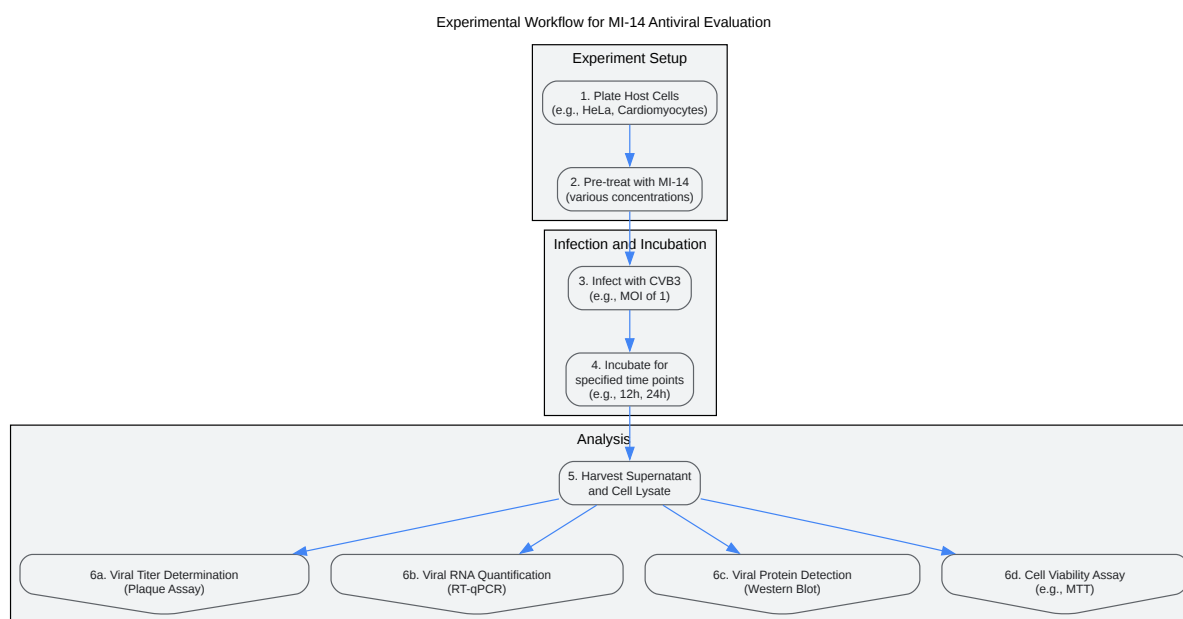 Experimental Workflow for MI-14 Antiviral Evaluation
Experiment Setup
1. Plate Host Cells
(e.g., HeLa, Cardiomyocytes)
2. Pre-treat with MI-14
(various concentrations)
Infection and Incubation
3. Infect with CVB3
(e.g., MOI of 1)
4. Incubate for
specified time points
(e.g., 12h, 24h)
Analysis
5. Harvest Supernatant
and Cell Lysate
6a. Viral Titer Determination
(Plaque Assay)
6b. Viral RNA Quantification
(RT-qPCR)
6c. Viral Protein Detection
(Western Blot)
6d. Cell Viability Assay
(e.g., MTT)